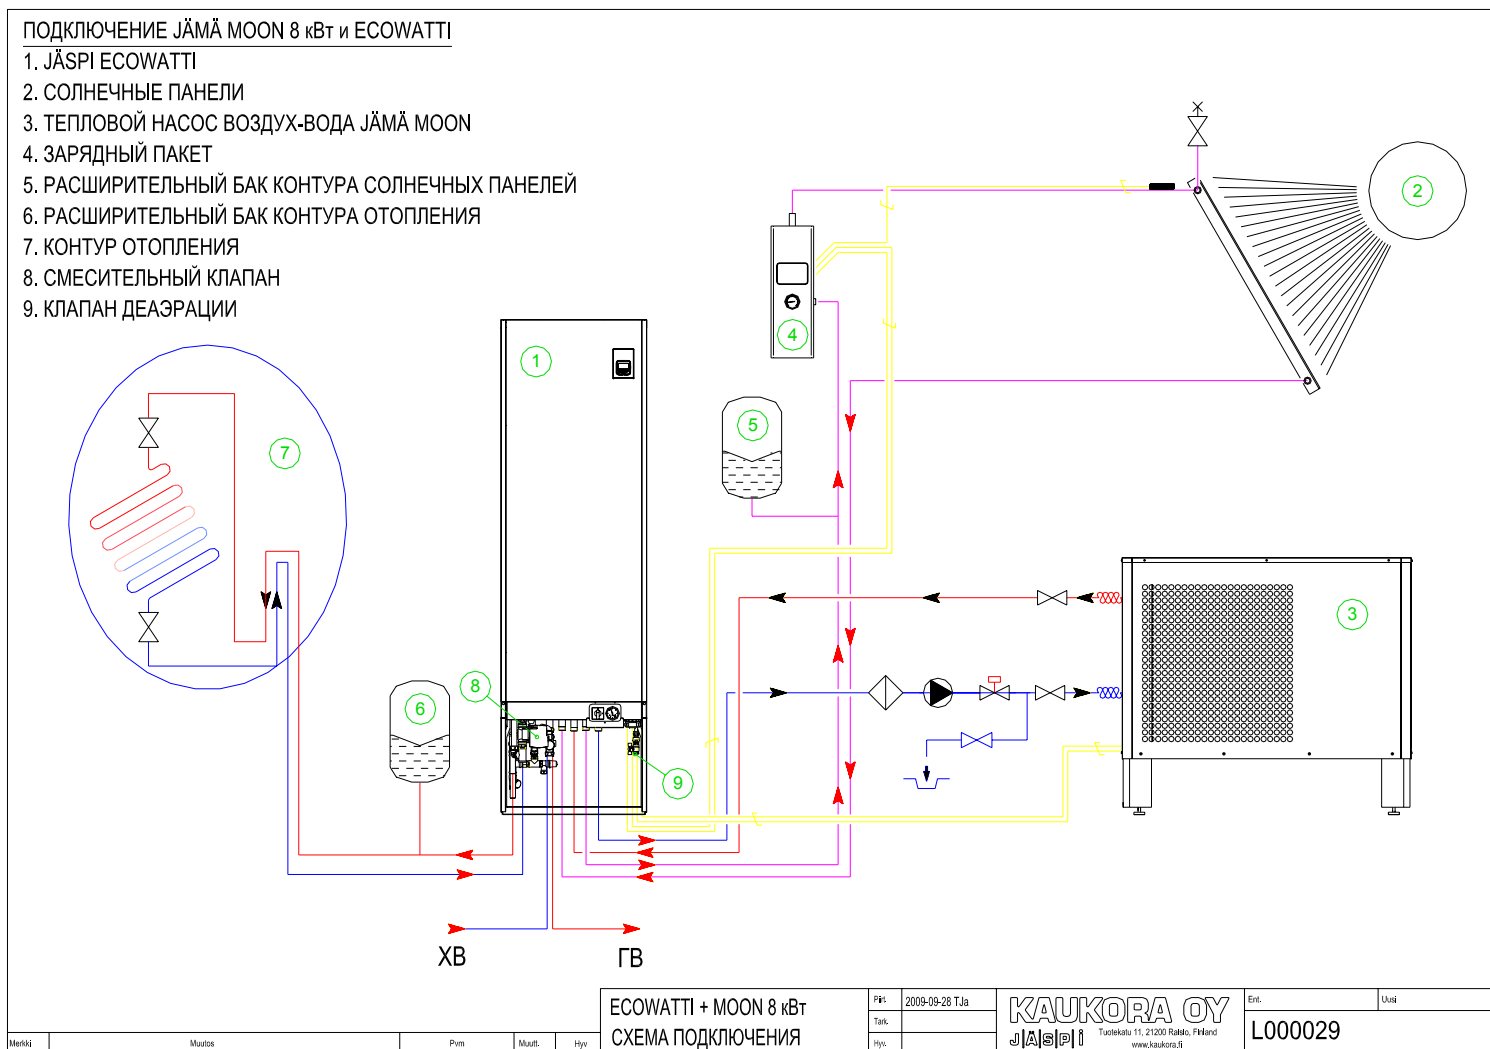 ПОДКЛЮЧЕНИЕ JÄMÄ MOON 8 кВт и ECOWATTI
1. JÄSPI ECOWATTI
2. СОЛНЕЧНЫЕ ПАНЕЛИ
3. ТЕПЛОВОЙ НАСОС ВОЗДУХ-ВОДА JÄMÄ MOON
4. ЗАРЯДНЫЙ ПАКЕТ
5. РАСШИРИТЕЛЬНЫЙ БАК КОНТУРА СОЛНЕЧНЫХ ПАНЕЛЕЙ
6. РАСШИРИТЕЛЬНЫЙ БАК КОНТУРА ОТОПЛЕНИЯ
7. КОНТУР ОТОПЛЕНИЯ
8. СМЕСИТЕЛЬНЫЙ КЛАПАН
9. КЛАПАН ДЕАЭРАЦИИ
2
4
1
5
7
3
8
6
9
ХВ
ГВ
ECOWATTI + MOON 8 кВт
СХЕМА ПОДКЛЮЧЕНИЯ
Piirt.
2009-09-28 TJa
Tark.
Hyv.
KAUKORA OY
JÄSPI
Tuotekatu 11, 21200 Raisio, Finland
www.kaukora.fi
Ent.
Uusi
L000029
Merkki
Muutos
Pvm
Muutt.
Hyv